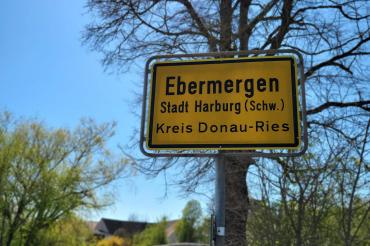 Ebermergen
Stadt Harburg (Schw.)
Kreis Donau-Ries